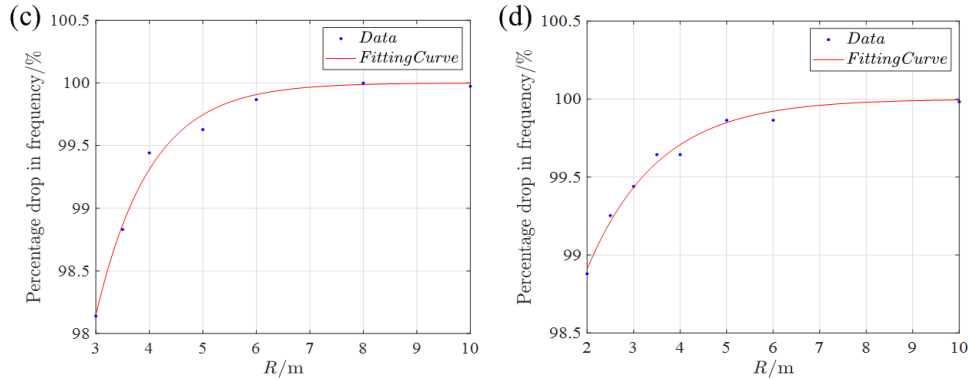 (c)
Percentage drop in frequency/%
100.5
100
99.5
99
98.5
98
3 4 5 6 7 8 9 10
R/m
Data
FittingCurve
(d)
Percentage drop in frequency/%
100.5
100
99.5
99
98.5
2 3 4 5 6 7 8 9 10
R/m
Data
FittingCurve